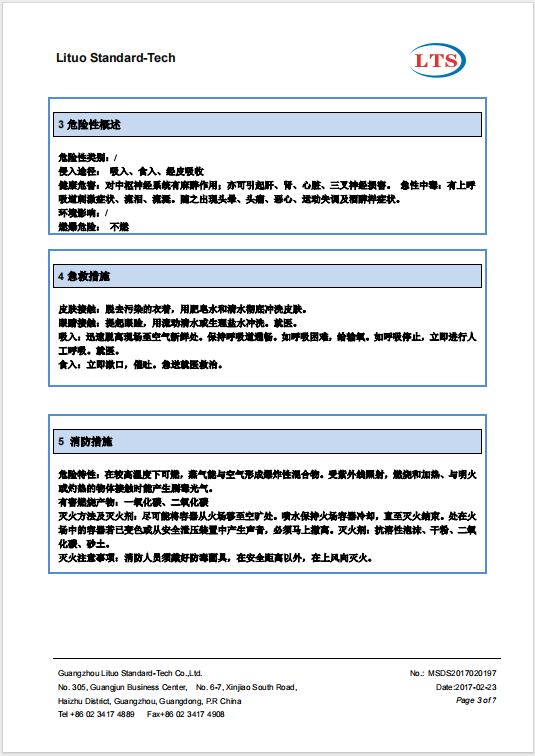 Lituo Standard-Tech
LTS
3 危险性概述
危险性类别：/
侵入途径： 吸入、食入、经皮吸收
健康危害：对中枢神经系统有麻醉作用；亦可引起肝、肾、心脏、三叉神经损害。 急性中毒：有上呼
吸道刺激症状、流泪、流涎。随之出现头晕、头痛、恶心、运动失调及酒醉样症状。
环境影响：/
燃爆危险： 不燃
4 急救措施
皮肤接触：脱去污染的衣着，用肥皂水和清水彻底冲洗皮肤。
眼睛接触：提起眼睑，用流动清水或生理盐水冲洗。就医。
吸入：迅速脱离现场至空气新鲜处。保持呼吸道通畅。如呼吸困难，给输氧。如呼吸停止，立即进行人
工呼吸。就医。
食入：立即漱口，催吐。急送就医救治。
5 消防措施
危险特性：在较高温度下可燃，蒸气能与空气形成爆炸性混合物。受紫外线照射，燃烧和加热、与明火
或灼热的物体接触时能产生剧毒光气。
有害燃烧产物：一氧化碳、二氧化碳
灭火方法及灭火剂：尽可能将容器从火场移至空旷处。喷水保持火场容器冷却，直至灭火结束。处在火
场中的容器若已变色或从安全泄压装置中产生声音，必须马上撤离。灭火剂：抗溶性泡沫、干粉、二氧
化碳、砂土。
灭火注意事项：消防人员须戴好防毒面具，在安全距离以外，在上风向灭火。
Guangzhou Lituo Standard-Tech Co.,Ltd.
No.: MSDS2017020197
No. 305, Guangjun Business Center, No. 6-7, Xinjiao South Road,
Date:2017-02-23
Haizhu District, Guangzhou, Guangdong, P.R China
Page 3 of 7
Tel +86 02 3417 4889 Fax+86 02 3417 4908